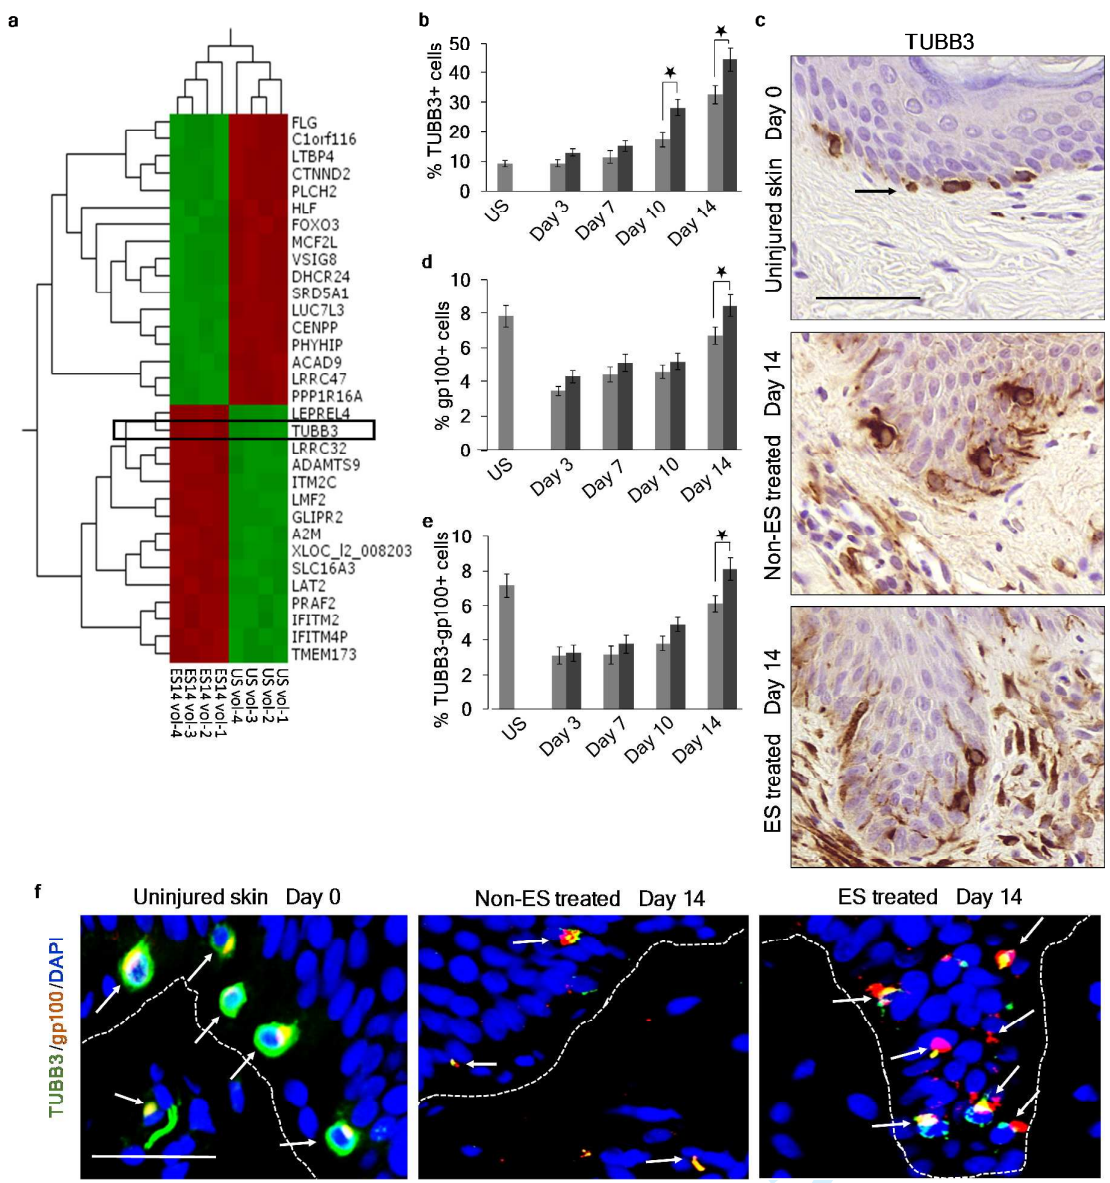 a
FLG
C1orf116
LTBP4
CTNND2
PLCH2
HLF
FOXO3
MCF2L
VSIG8
DHCR24
SRD5A1
LUC7L3
CENPP
PHYHIP
ACAD9
LRRC47
PPP1R16A
LEPREL4
TUBB3
LRRC32
ADAMTS9
ITM2C
LMF2
GLIPR2
A2M
XLOC_l2_008203
SLC16A3
LAT2
PRAF2
IFITM2
IFITM4P
TMEM173
ES14 vol-4
ES14 vol-3
ES14 vol-2
ES14 vol-1
US vol-4
US vol-3
US vol-2
US vol-1
b
% TUBB3+ cells
50
40
30
20
10
0
US
Day 3
Day 7
Day 10
Day 14
d
% gp100+ cells
10
8
6
4
2
0
US
Day 3
Day 7
Day 10
Day 14
e
% TUBB3-gp100+ cells
10
8
6
4
2
0
US
Day 3
Day 7
Day 10
Day 14
c
TUBB3
Uninjured skin Day 0
Non-ES treated Day 14
ES treated Day 14
f
TUBB3/gp100/DAPI
Uninjured skin Day 0
Non-ES treated Day 14
ES treated Day 14